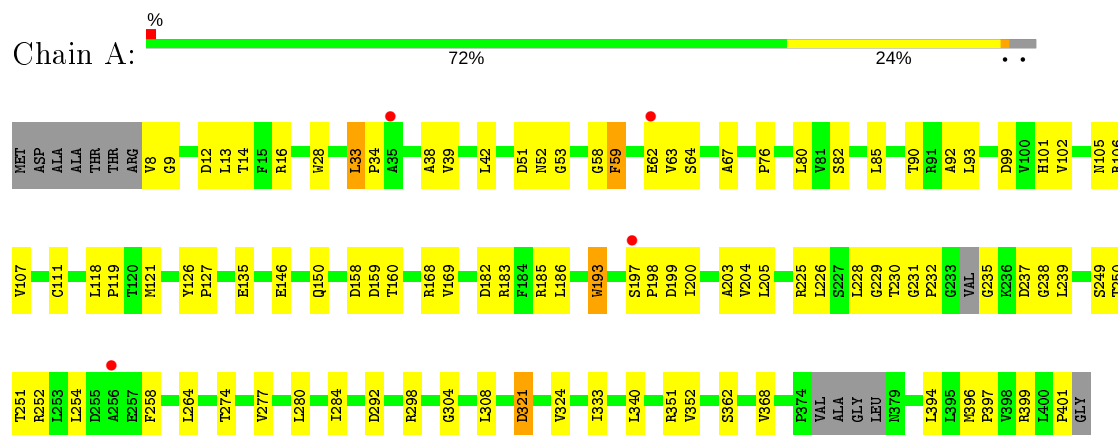 %
Chain A:
72% 24% • •
MET ASP ALA ALA THR THR ARG V8 G9 D12 L13 T14 F15 R16 W28 L33 P34 A35 A38 V39 L42 D51 N52 G53 G58 F59 E62 V63 S64 A67 P76 L80 V81 S82 L85 T90 R91 A92 L93 D99 V100 H101 V102 N105 R106
V107 C111 L118 P119 T120 M121 Y126 P127 E135 E146 Q150 D158 D159 T160 R168 V169 D182 R183 F184 R185 L186 W193 S197 P198 D199 I200 A203 V204 L205 R225 L226 S227 L228 G229 T230 G231 P232 G233 VAL G235 K236 D237 G238 L239 S249 T250
T251 R252 L253 L254 D255 A256 E257 F258 L264 T274 V277 L280 I284 D292 R298 G304 L308 D321 V324 I333 L340 R351 V352 S362 V368 P374 VAL ALA GLY LEU N379 L394 L395 M396 P397 V398 R399 L400 P401 GLY